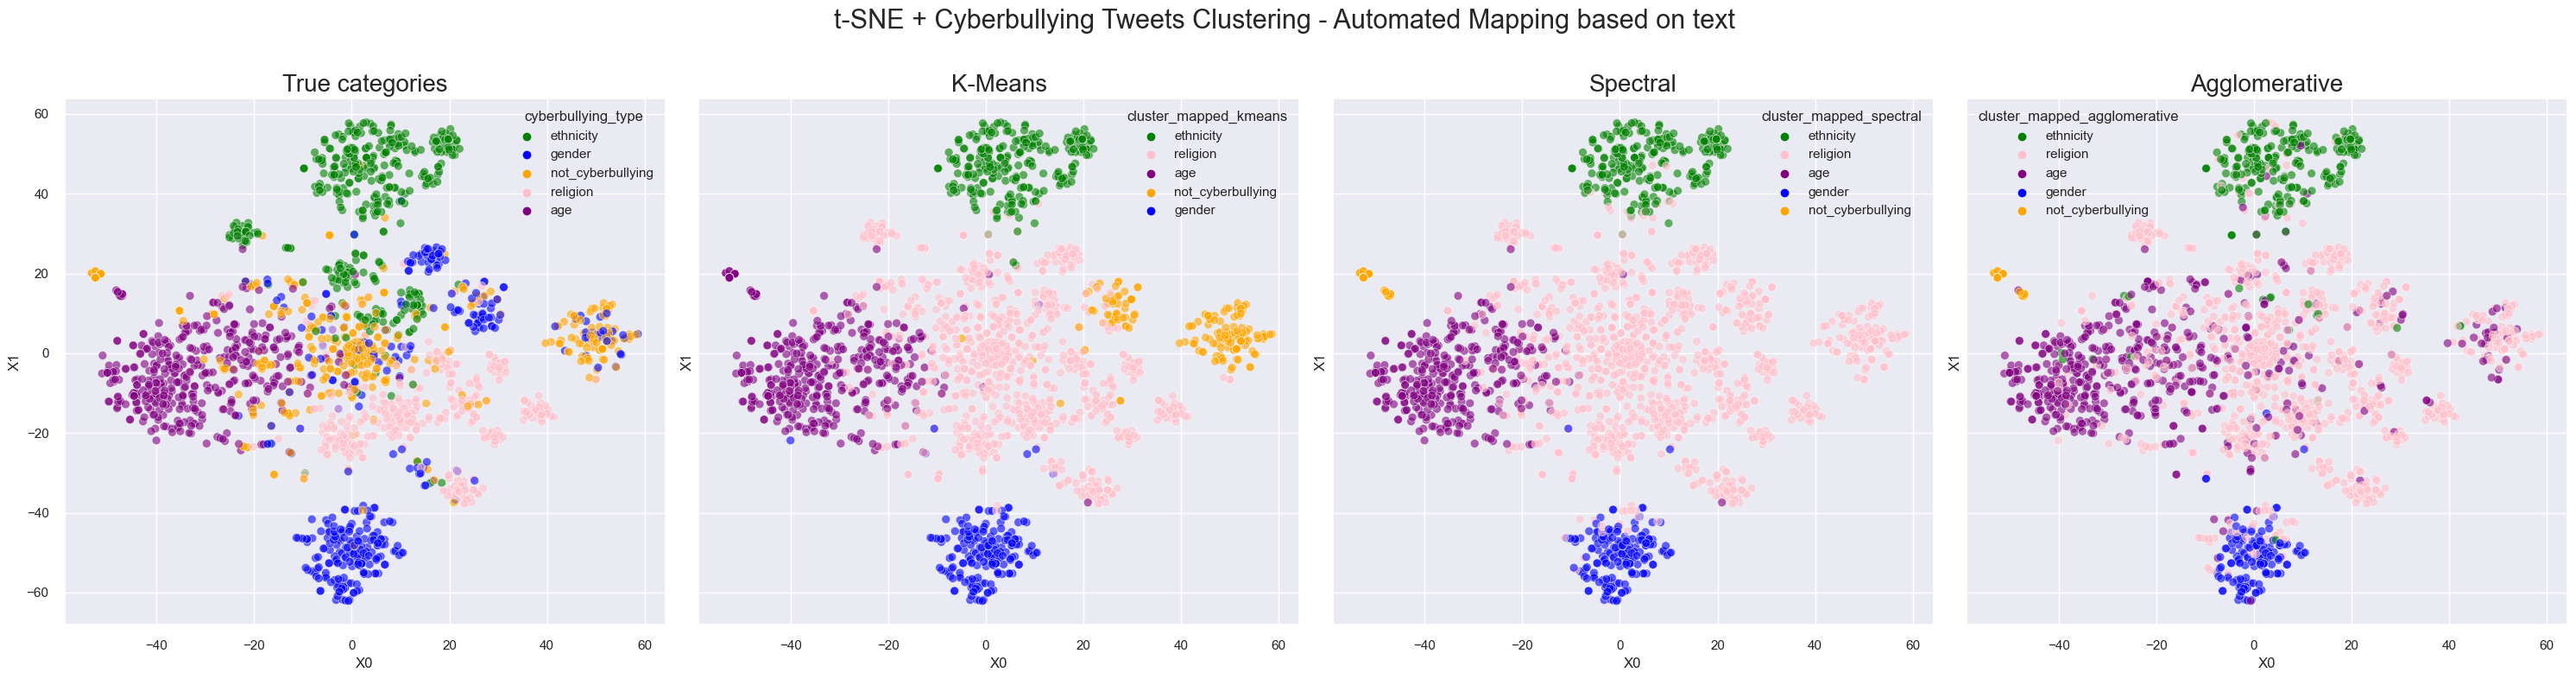 t-SNE + Cyberbullying Tweets Clustering - Automated Mapping based on text
True categories
cyberbullying_type
ethnicity
gender
not_cyberbullying
religion
age
60
40
20
0
−20
−40
−60
X1
−40 −20 0 20 40 60
X0
K-Means
cluster_mapped_kmeans
ethnicity
religion
age
not_cyberbullying
gender
X1
−40 −20 0 20 40 60
X0
Spectral
cluster_mapped_spectral
ethnicity
religion
age
gender
not_cyberbullying
X1
−40 −20 0 20 40 60
X0
Agglomerative
cluster_mapped_agglomerative
ethnicity
religion
age
gender
not_cyberbullying
X1
−40 −20 0 20 40 60
X0